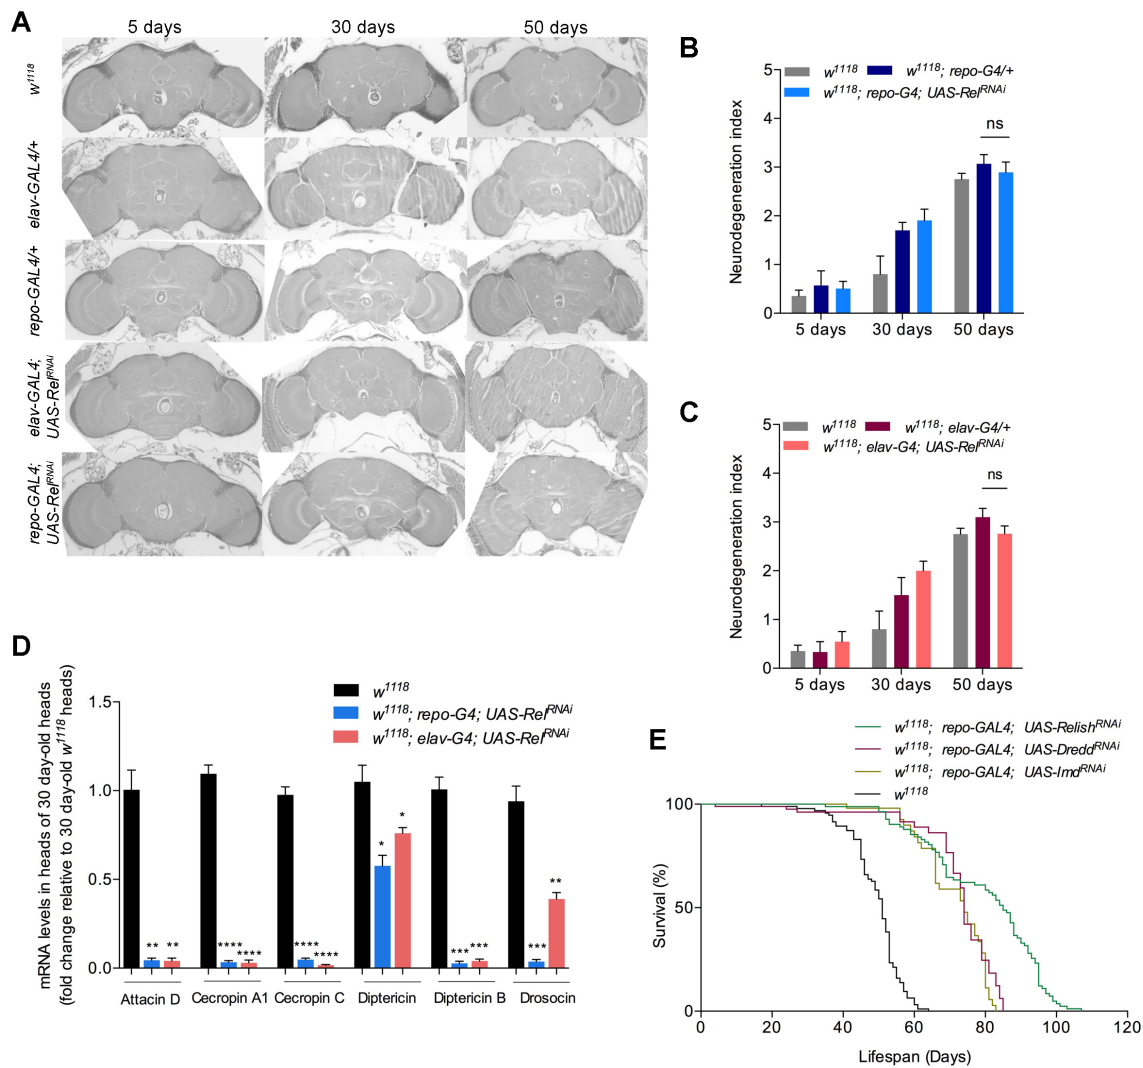 A
5 days
30 days
50 days
w1118
elav-GAL4/+
repo-GAL4/+
elav-GAL4;
UAS-RelRNAi
repo-GAL4;
UAS-RelRNAi
B
Neurodegeneration index
5
4
3
2
1
0
w1118
w1118; repo-G4/+
w1118; repo-G4; UAS-RelRNAi
ns
5 days
30 days
50 days
C
Neurodegeneration index
5
4
3
2
1
0
w1118
w1118; elav-G4/+
w1118; elav-G4; UAS-RelRNAi
ns
5 days
30 days
50 days
D
mRNA levels in heads of 30 day-old heads
(fold change relative to 30 day-old w1118 heads)
1.5
1.0
0.5
0.0
w1118
w1118; repo-G4; UAS-RelRNAi
w1118; elav-G4; UAS-RelRNAi
** **
**** ****
**** ****
* *
*** ***
*** **
Attacin D
Cecropin A1
Cecropin C
Diptericin
Diptericin B
Drosocin
E
w1118; repo-GAL4; UAS-RelishRNAi
w1118; repo-GAL4; UAS-DreddRNAi
w1118; repo-GAL4; UAS-ImdRNAi
w1118
Survival (%)
100
50
0
0
20
40
60
80
100
120
Lifespan (Days)